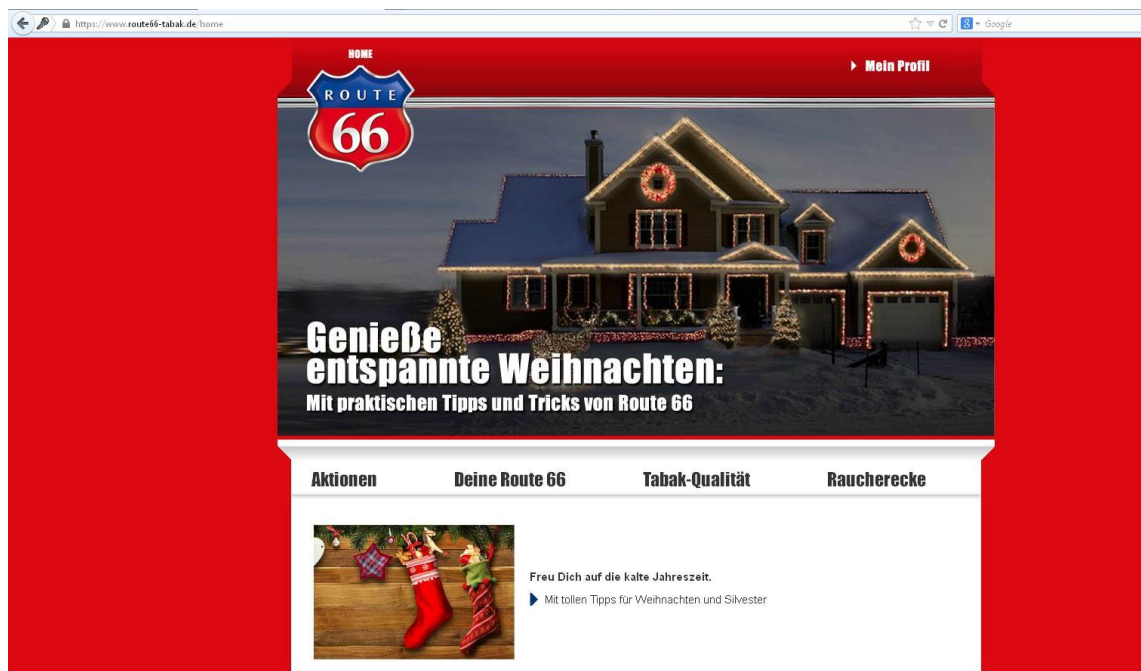 https://www.route66-tabak.de/home
Google
HOME
Mein Profil
ROUTE
66
Genieße
entspannte Weihnachten:
Mit praktischen Tipps und Tricks von Route 66
Aktionen Deine Route 66 Tabak-Qualität Raucherecke
Freu Dich auf die kalte Jahreszeit.
Mit tollen Tipps für Weihnachten und Silvester